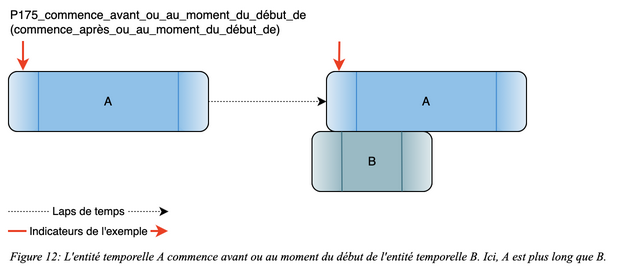 P175_commence_avant_ou_au_moment_du_début_de
(commence_après_ou_au_moment_du_début_de)
A
A
B
Laps de temps
Indicateurs de l'exemple
Figure 12: L'entité temporelle A commence avant ou au moment du début de l'entité temporelle B. Ici, A est plus long que B.